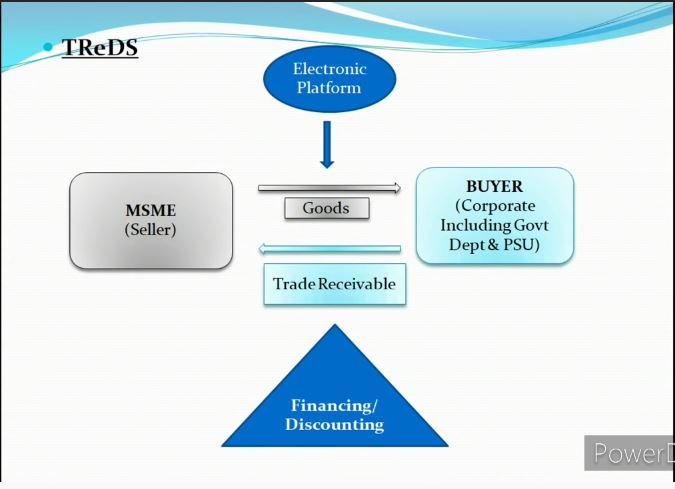 TReDS
Electronic
Platform
MSME
(Seller)
Goods
BUYER
(Corporate
Including Govt
Dept & PSU)
Trade Receivable
Financing/
Discounting
PowerD